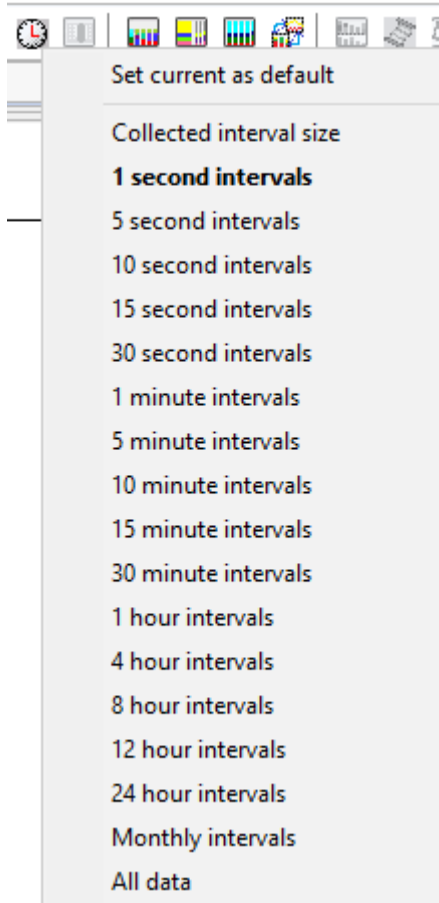 Set current as default
Collected interval size
1 second intervals
5 second intervals
10 second intervals
15 second intervals
30 second intervals
1 minute intervals
5 minute intervals
10 minute intervals
15 minute intervals
30 minute intervals
1 hour intervals
4 hour intervals
8 hour intervals
12 hour intervals
24 hour intervals
Monthly intervals
All data